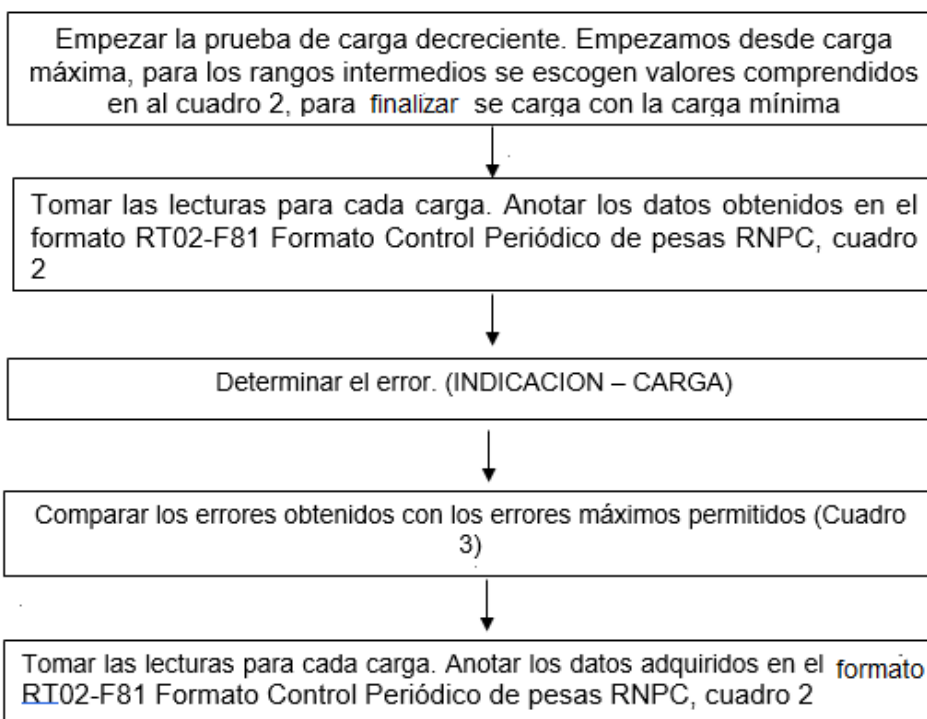 Empezar la prueba de carga decreciente. Empezamos desde carga
máxima, para los rangos intermedios se escogen valores comprendidos
en al cuadro 2, para finalizar se carga con la carga mínima
Tomar las lecturas para cada carga. Anotar los datos obtenidos en el
formato RT02-F81 Formato Control Periódico de pesas RNPC, cuadro
2
Determinar el error. (INDICACION – CARGA)
Comparar los errores obtenidos con los errores máximos permitidos (Cuadro
3)
Tomar las lecturas para cada carga. Anotar los datos adquiridos en el formato
RT02-F81 Formato Control Periódico de pesas RNPC, cuadro 2